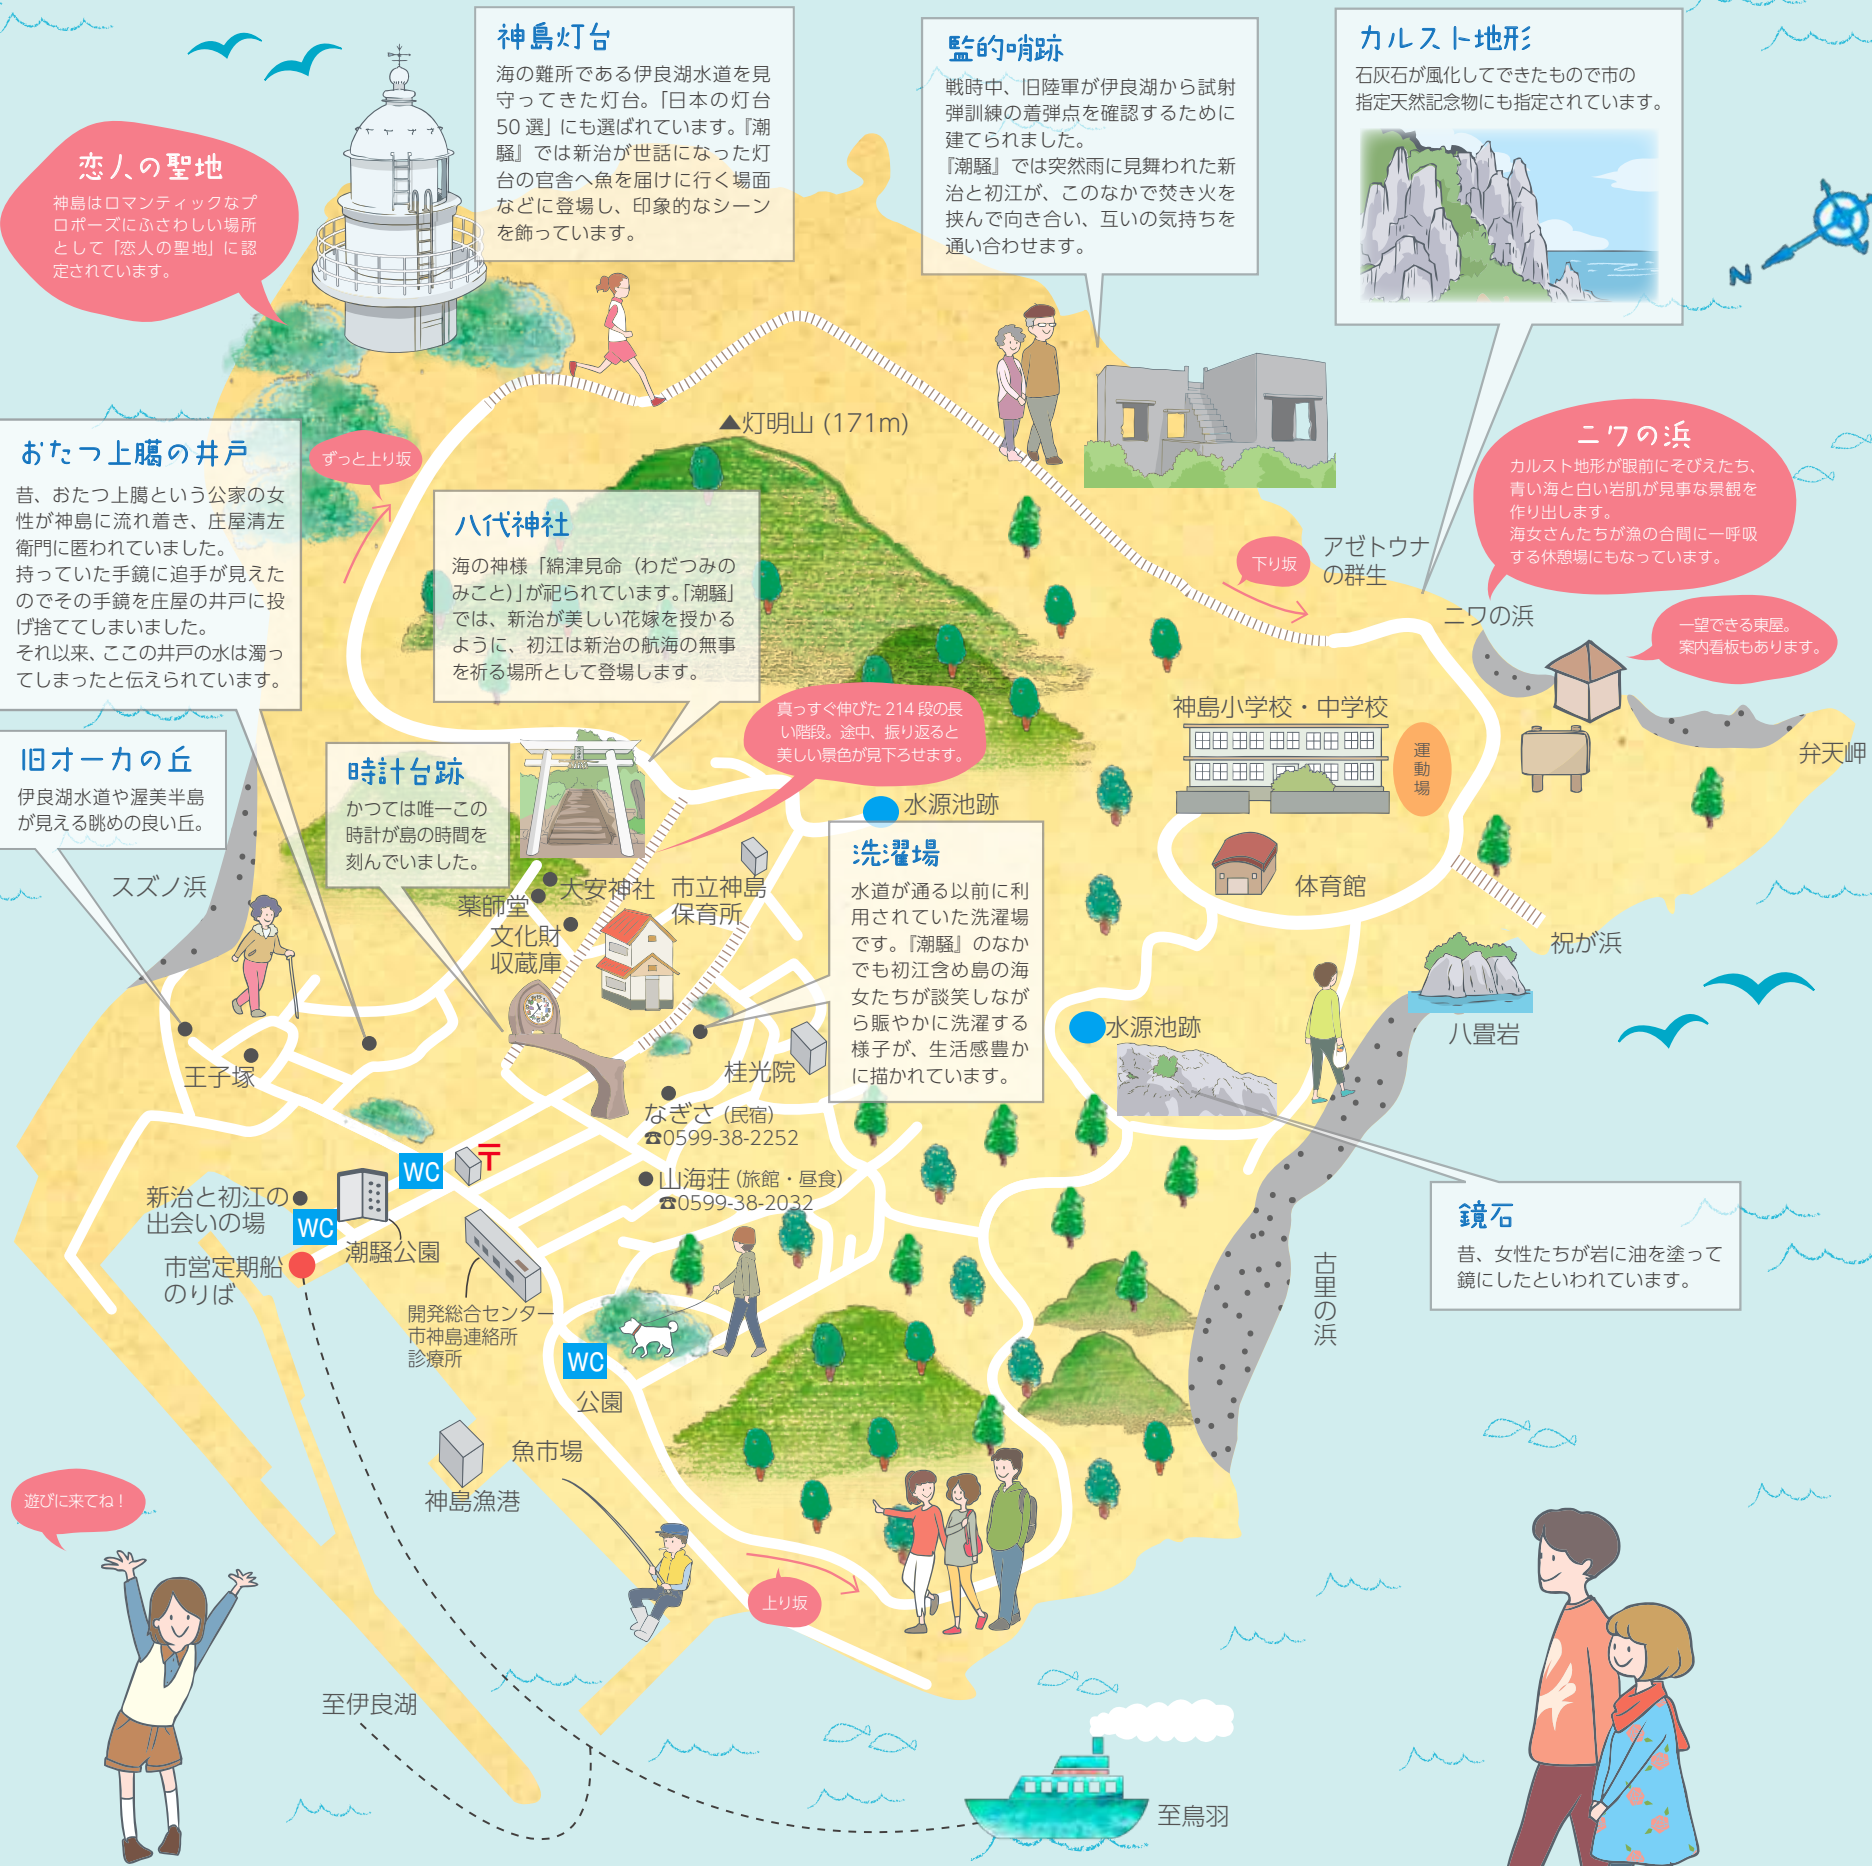 神島灯台
海の難所である伊良湖水道を見
守ってきた灯台。「日本の灯台
50選」にも選ばれています。『潮
騒』では新治が世話になった灯
台の官舎へ魚を届けに行く場面
などに登場し、印象的なシーン
を飾っています。
監的哨跡
戦時中、旧陸軍が伊良湖から試射
弾訓練の着弾点を確認するために
建てられました。
『潮騒』では突然雨に見舞われた新
治と初江が、このなかで焚き火を
挟んで向き合い、互いの気持ちを
通い合わせます。
カルスト地形
石灰石が風化してできたもので市の
指定天然記念物にも指定されています。
恋人の聖地
神島はロマンティックなプ
ロポーズにふさわしい場所
として「恋人の聖地」に認
定されています。
N
▲灯明山 (171m)
おたつ上臈の井戸
昔、おたつ上臈という公家の女
性が神島に流れ着き、庄屋清左
衛門に匿われていました。
持っていた手鏡に追手が見えた
のでその手鏡を庄屋の井戸に投
げ捨ててしまいました。
それ以来、ここの井戸の水は濁っ
てしまったと伝えられています。
ずっと上り坂
八代神社
海の神様「綿津見命（わだつみの
みこと）」が祀られています。「潮騒」
では、新治が美しい花嫁を授かる
ように、初江は新治の航海の無事
を祈る場所として登場します。
下り坂
アゼトウナ
の群生
ニワの浜
カルスト地形が眼前にそびえたち、
青い海と白い岩肌が見事な景観を
作り出します。
海女さんたちが漁の合間に一呼吸
する休憩場にもなっています。
ニワの浜
一望できる東屋。
案内看板もあります。
弁天岬
真っすぐ伸びた214段の長
い階段。途中、振り返ると
美しい景色が見下ろせます。
神島小学校・中学校
運動場
体育館
祝が浜
八畳岩
旧オーカの丘
伊良湖水道や渥美半島
が見える眺めの良い丘。
時計台跡
かつては唯一この
時計が島の時間を
刻んでいました。
水源池跡
洗濯場
水道が通る以前に利
用されていた洗濯場
です。『潮騒』のなか
でも初江含め島の海
女たちが談笑しなが
ら賑やかに洗濯する
様子が、生活感豊か
に描かれています。
スズノ浜
大安神社
薬師堂
文化財
収蔵庫
市立神島
保育所
水源池跡
王子塚
桂光院
なぎさ (民宿)
☎0599-38-2252
山海荘 (旅館・昼食)
☎0599-38-2032
WC
〒
新治と初江の
出会いの場
WC
潮騒公園
市営定期船
のりば
開発総合センター
市神島連絡所
診療所
WC
公園
鏡石
昔、女性たちが岩に油を塗って
鏡にしたといわれています。
古里の浜
魚市場
神島漁港
遊びに来てね！
上り坂
至伊良湖
至鳥羽